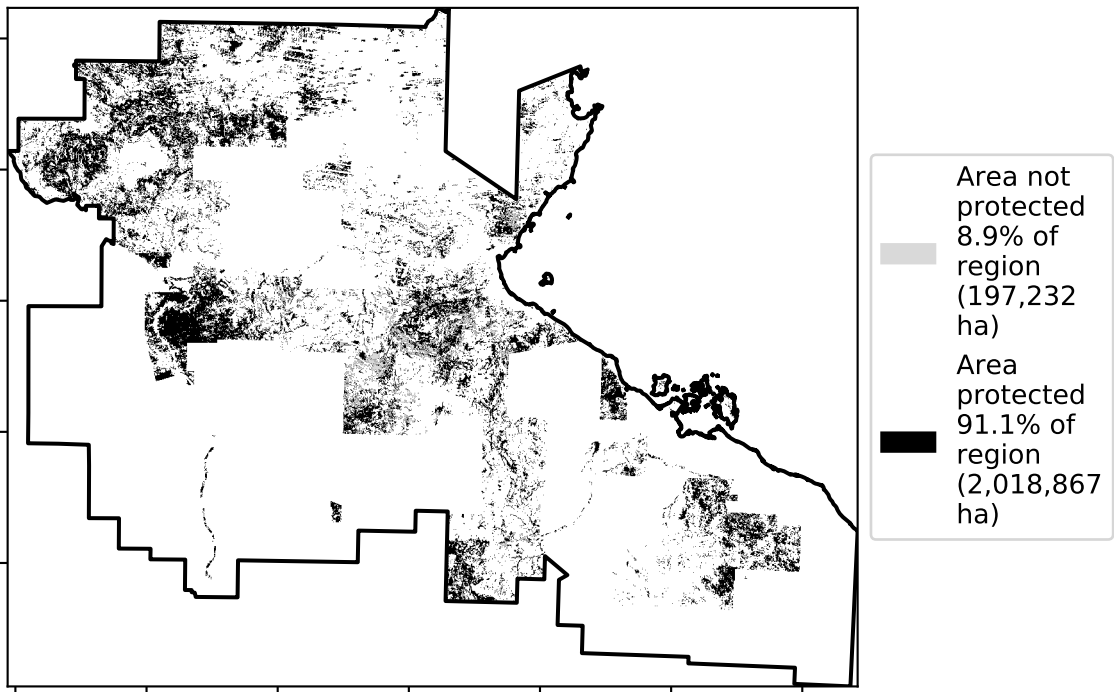 Area not
protected
8.9% of
region
(197,232
ha)
Area
protected
91.1% of
region
(2,018,867
ha)